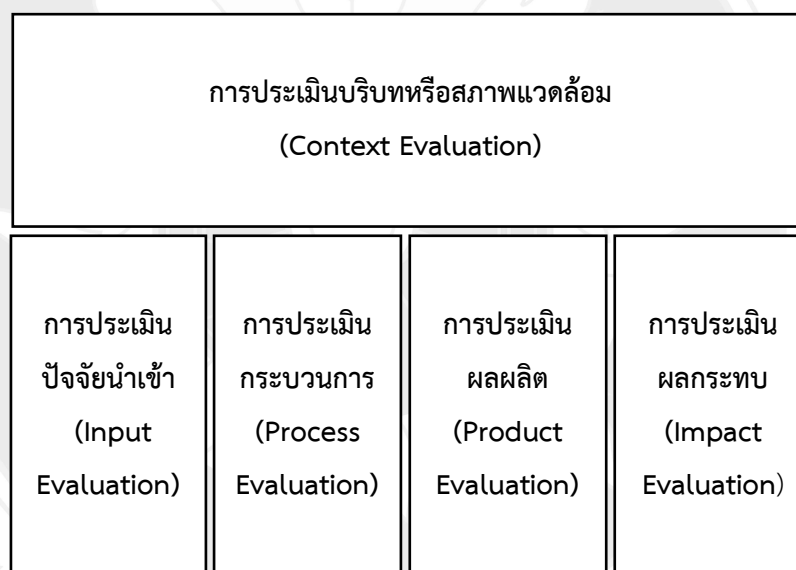 การประเมินบริบทหรือสภาพแวดล้อม
(Context Evaluation)
การประเมิน
ปัจจัยนำเข้า
(Input
Evaluation)
การประเมิน
กระบวนการ
(Process
Evaluation)
การประเมิน
ผลผลิต
(Product
Evaluation)
การประเมิน
ผลกระทบ
(Impact
Evaluation)